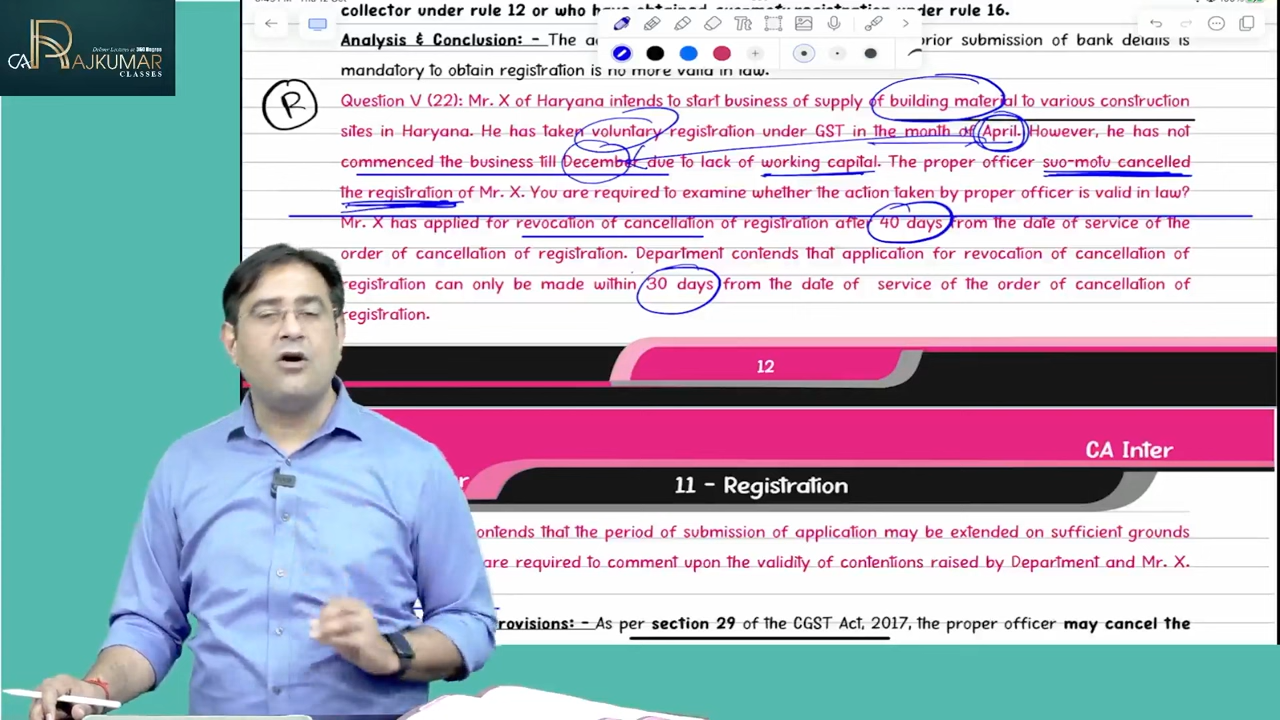 collector under rule 12 or who have obtained under rule 16.
Analysis & Conclusion: - The ac prior submission of bank details is
mandatory to obtain registration is no more valid in law.
Deliver Lectures at 360 Degree
CA RAJKUMAR
CLASSES
R
Question V (22): Mr. X of Haryana intends to start business of supply of building material to various construction
sites in Haryana. He has taken voluntary registration under GST in the month of April. However, he has not
commenced the business till December due to lack of working capital. The proper officer suo-motu cancelled
the registration of Mr. X. You are required to examine whether the action taken by proper officer is valid in law?
Mr. X has applied for revocation of cancellation of registration after 40 days from the date of service of the
order of cancellation of registration. Department contends that application for revocation of cancellation of
registration can only be made within 30 days from the date of service of the order of cancellation of
registration.
12
CA Inter
11 - Registration
ontends that the period of submission of application may be extended on sufficient grounds
are required to comment upon the validity of contentions raised by Department and Mr. X.
rovisions: - As per section 29 of the CGST Act, 2017, the proper officer may cancel the